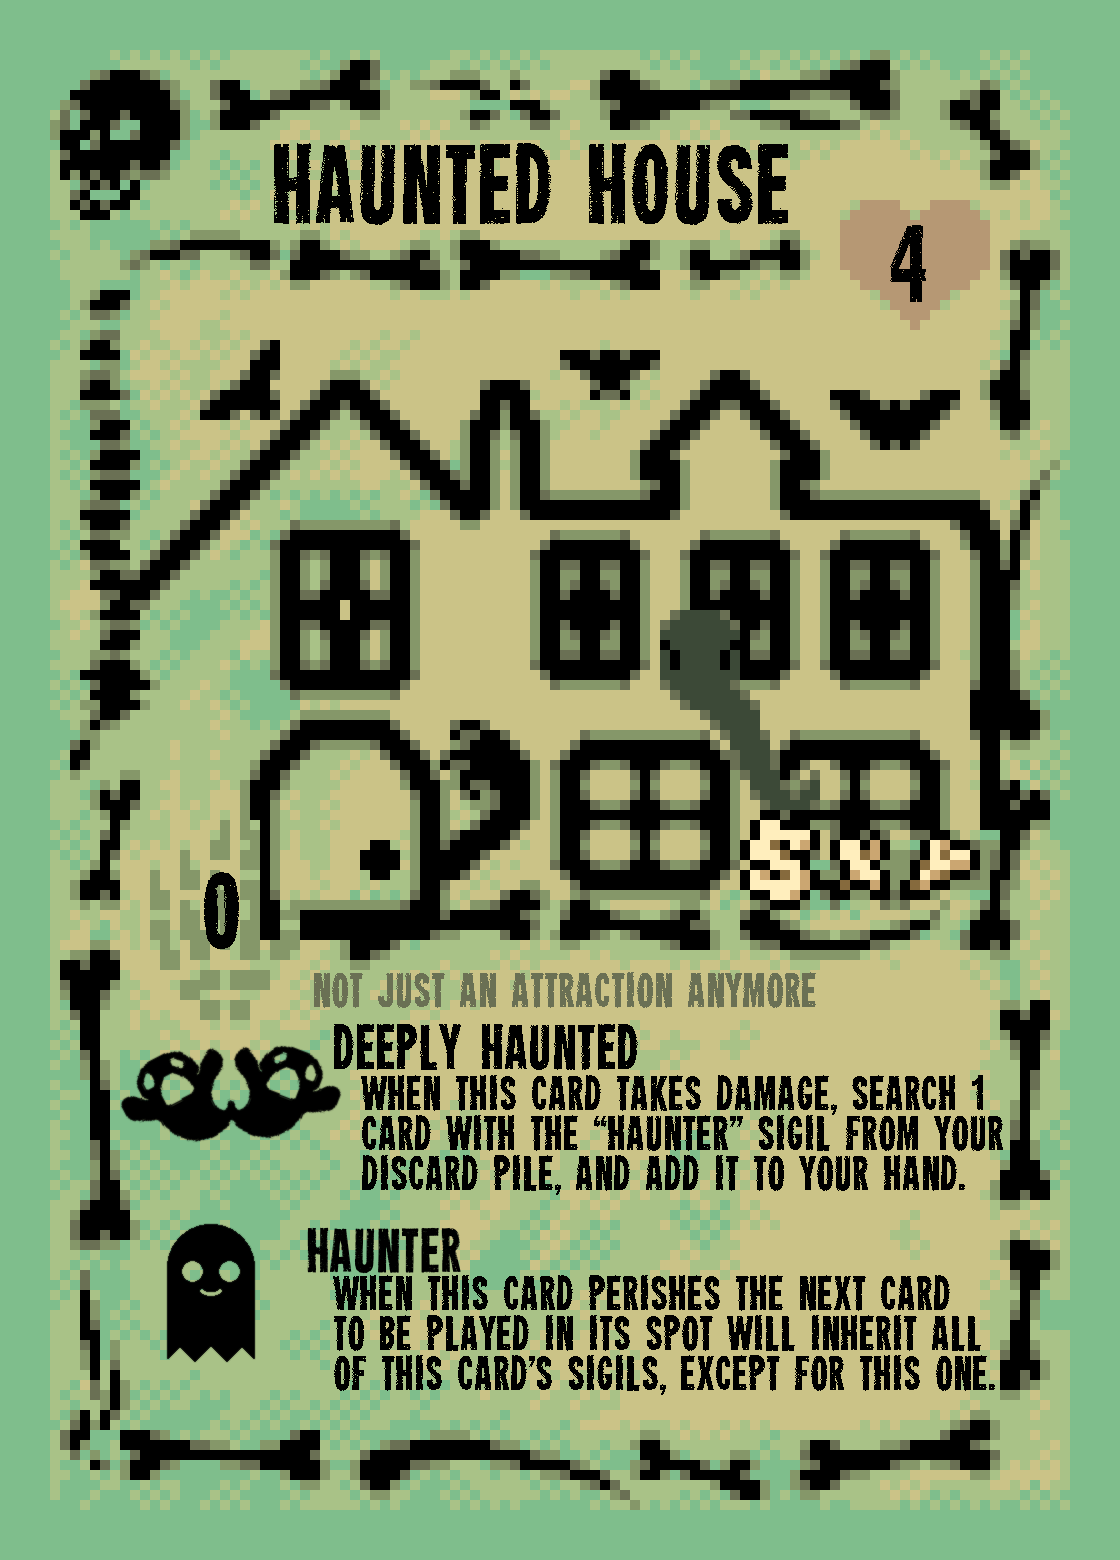 HAUNTED HOUSE
4
0
NOT JUST AN ATTRACTION ANYMORE
DEEPLY HAUNTED
WHEN THIS CARD TAKES DAMAGE, SEARCH 1
CARD WITH THE “HAUNTER” SIGIL FROM YOUR
DISCARD PILE, AND ADD IT TO YOUR HAND.
HAUNTER
WHEN THIS CARD PERISHES THE NEXT CARD
TO BE PLAYED IN ITS SPOT WILL INHERIT ALL
OF THIS CARD’S SIGILS, EXCEPT FOR THIS ONE.